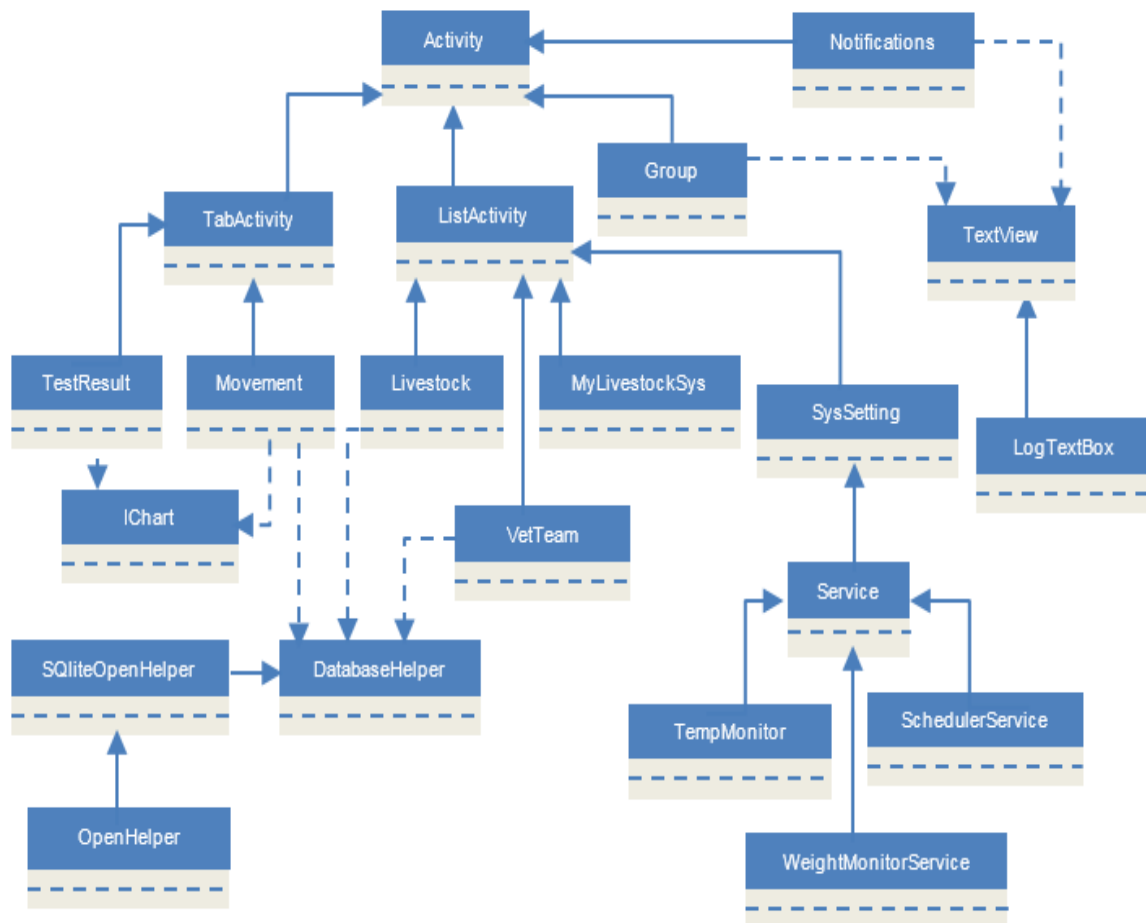 Activity
Notifications
Group
TabActivity
ListActivity
TextView
TestResult
Movement
Livestock
MyLivestockSys
SysSetting
LogTextBox
IChart
VetTeam
Service
SQliteOpenHelper
DatabaseHelper
TempMonitor
SchedulerService
OpenHelper
WeightMonitorService